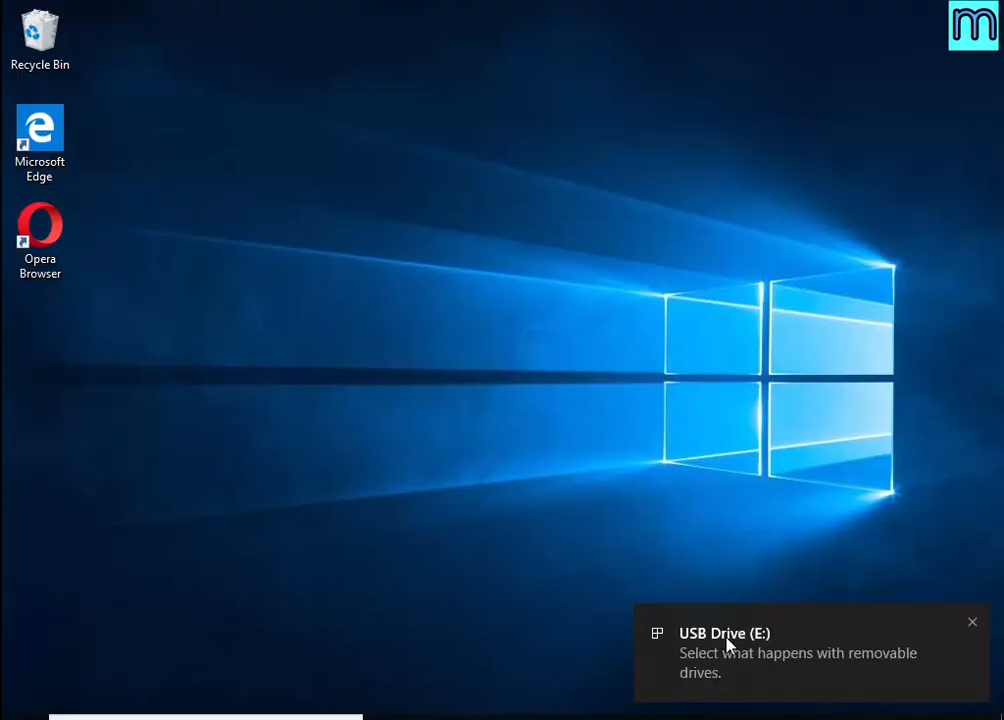 m
Recycle Bin
Microsoft
Edge
Opera
Browser
USB Drive (E:)
Select what happens with removable
drives.